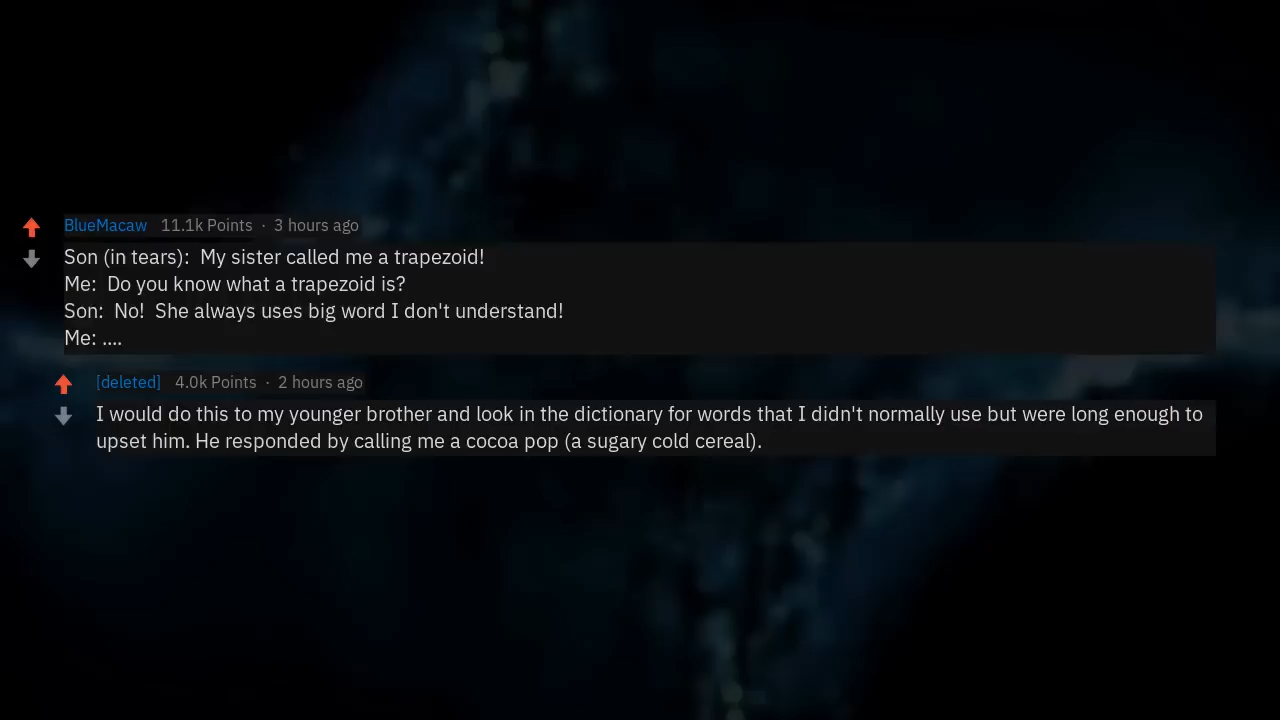 BlueMacaw 11.1k Points · 3 hours ago
Son (in tears):  My sister called me a trapezoid!
Me:  Do you know what a trapezoid is?
Son:  No!  She always uses big word I don't understand!
Me: ....
[deleted] 4.0k Points · 2 hours ago
I would do this to my younger brother and look in the dictionary for words that I didn't normally use but were long enough to
upset him. He responded by calling me a cocoa pop (a sugary cold cereal).